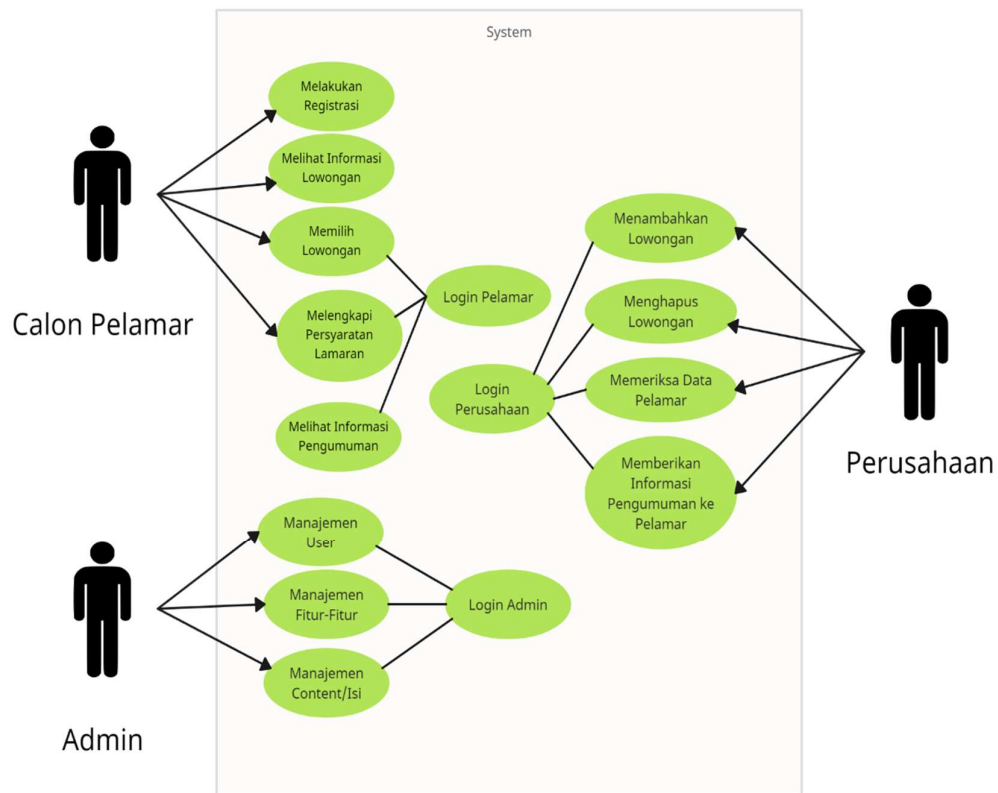 System
Melakukan
Registrasi
Melihat Informasi
Lowongan
Memilih
Lowongan
Melengkapi
Persyaratan
Lamaran
Melihat Informasi
Pengumuman
Login Pelamar
Calon Pelamar
Menambahkan
Lowongan
Menghapus
Lowongan
Memeriksa Data
Pelamar
Memberikan
Informasi
Pengumuman ke
Pelamar
Login
Perusahaan
Perusahaan
Manajemen
User
Manajemen
Fitur-Fitur
Manajemen
Content/Isi
Login Admin
Admin